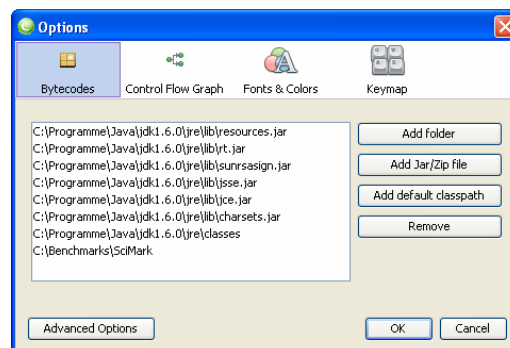 Options
Bytecodes
Control Flow Graph
Fonts & Colors
Keymap
C:\Programme\Java\jdk1.6.0\jre\lib\resources.jar
C:\Programme\Java\jdk1.6.0\jre\lib\rt.jar
C:\Programme\Java\jdk1.6.0\jre\lib\sunrsasign.jar
C:\Programme\Java\jdk1.6.0\jre\lib\jsse.jar
C:\Programme\Java\jdk1.6.0\jre\lib\jce.jar
C:\Programme\Java\jdk1.6.0\jre\lib\charsets.jar
C:\Programme\Java\jdk1.6.0\jre\classes
C:\Benchmarks\SciMark
Add folder
Add Jar/Zip file
Add default classpath
Remove
Advanced Options
OK
Cancel